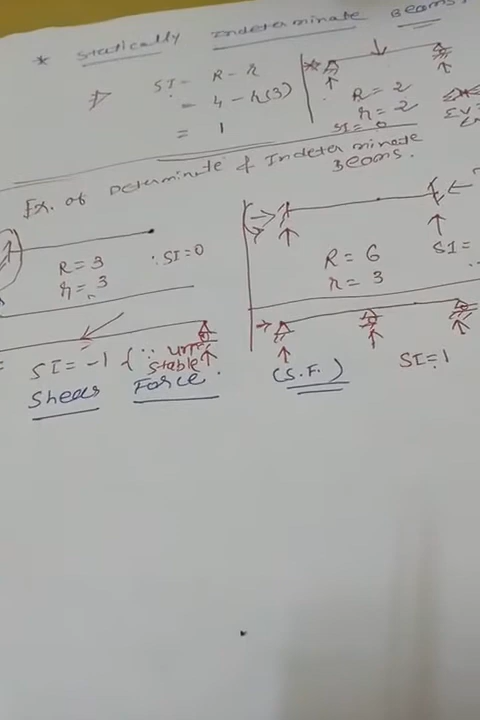 * Statically Indeterminate Beams.
⇒ SI = R - r
= 4 - r(3)
= 1
R = 2
r = 2
SI = 0
Ex. of Determinate & Indeterminate Beams.
R = 3
r = 3
∴ SI = 0
R = 6
r = 3
SI =
SI = -1 {∵ unstable
SI = 1
Shear Force (S.F.)